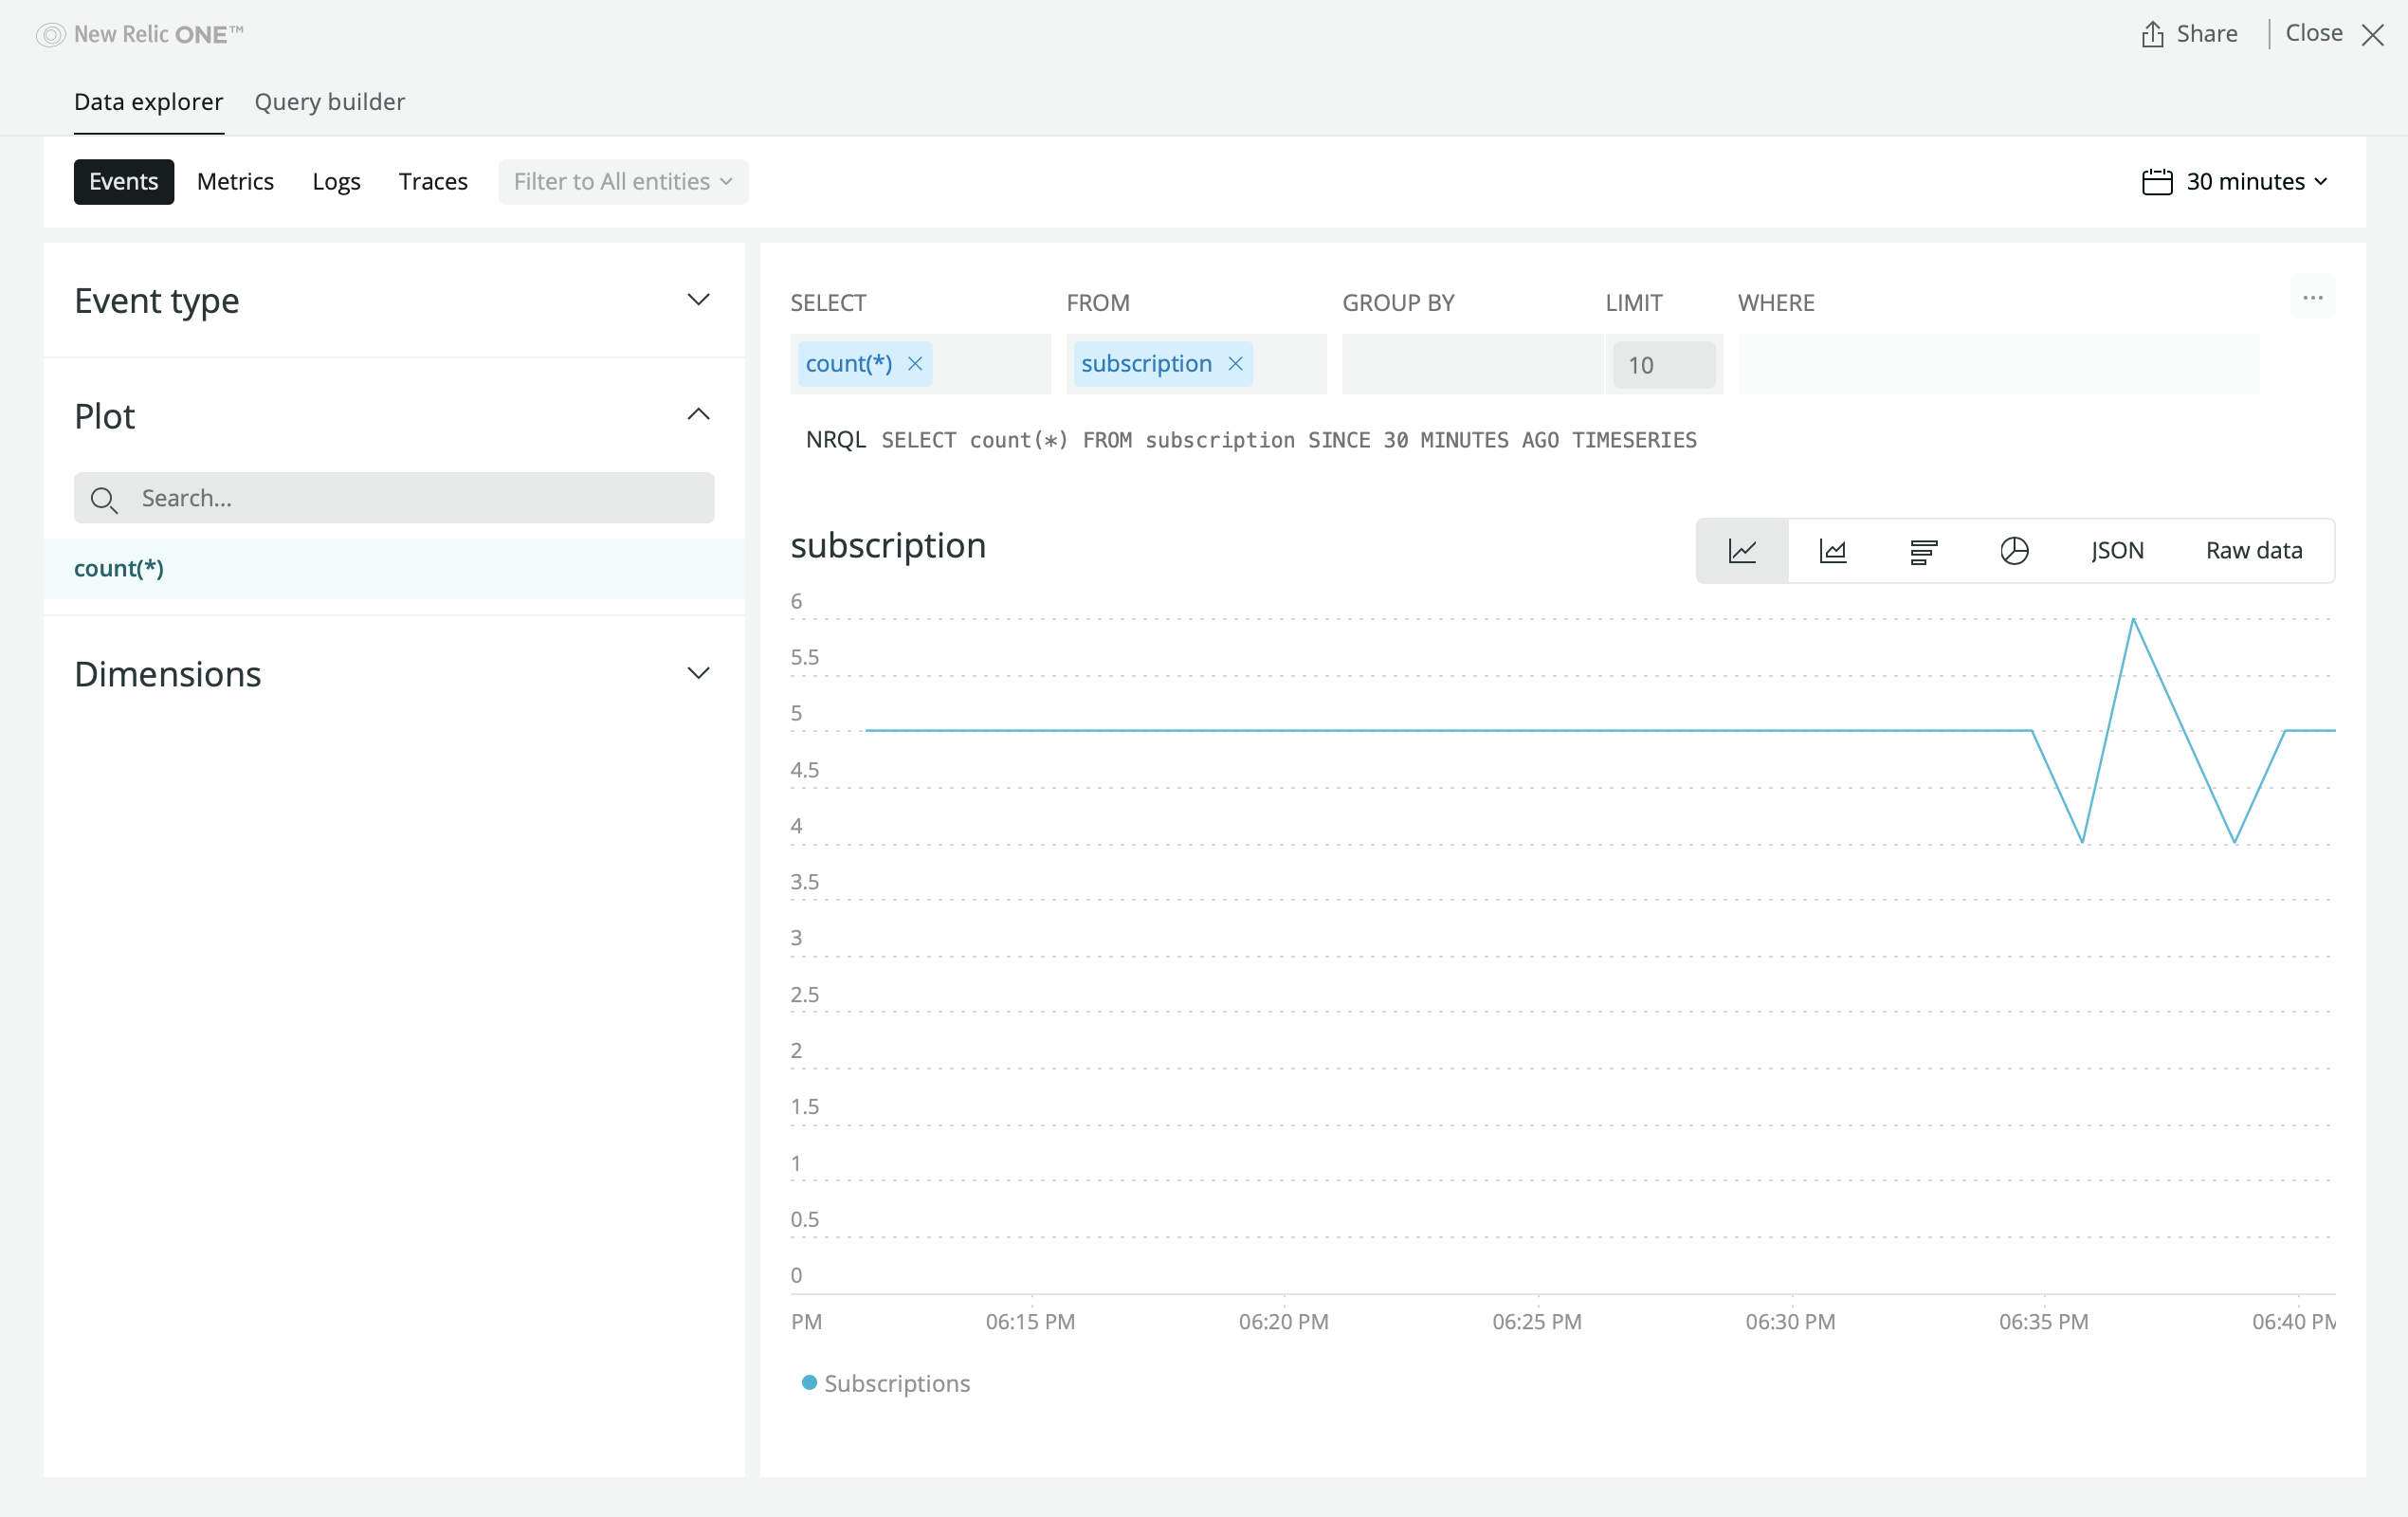 New Relic ONE™
Share
Close
Data explorer
Query builder
Events
Metrics
Logs
Traces
Filter to All entities
30 minutes
Event type
Plot
Search...
count(*)
Dimensions
SELECT
FROM
GROUP BY
LIMIT
WHERE
...
count(*)
subscription
10
NRQL SELECT count(*) FROM subscription SINCE 30 MINUTES AGO TIMESERIES
subscription
JSON
Raw data
6
5.5
5
4.5
4
3.5
3
2.5
2
1.5
1
0.5
0
PM
06:15 PM
06:20 PM
06:25 PM
06:30 PM
06:35 PM
06:40 PM
Subscriptions